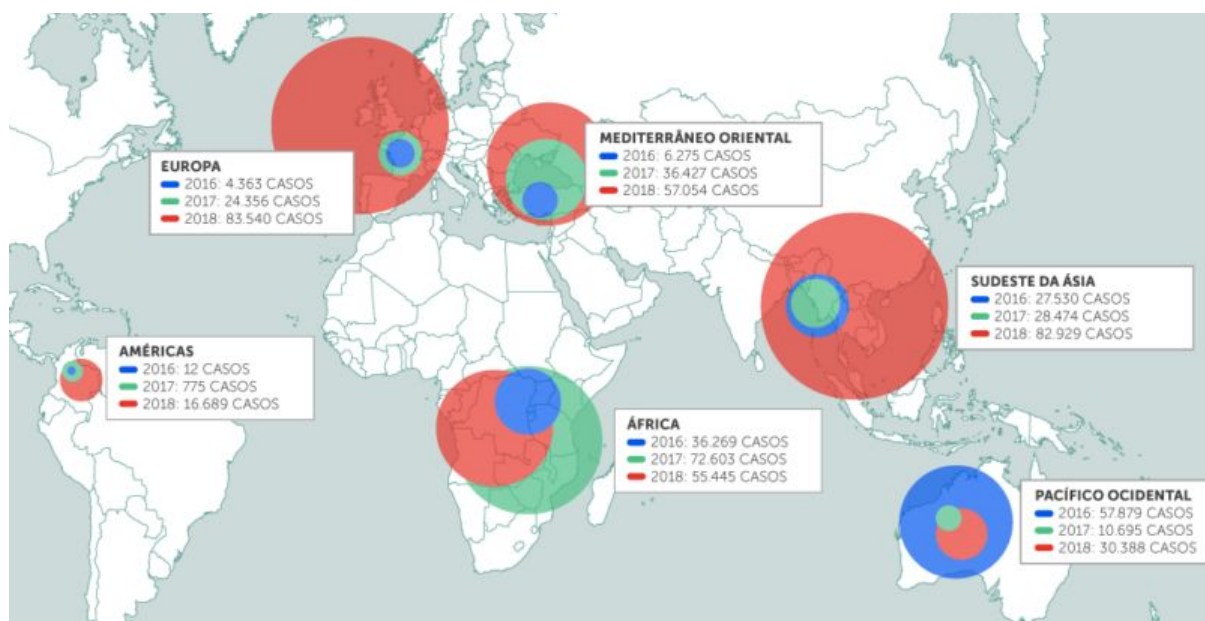 MEDITERRÂNEO ORIENTAL
2016: 6.275 CASOS
2017: 36.427 CASOS
2018: 57.054 CASOS
EUROPA
2016: 4.363 CASOS
2017: 24.356 CASOS
2018: 83.540 CASOS
SUDESTE DA ÁSIA
2016: 27.530 CASOS
2017: 28.474 CASOS
2018: 82.929 CASOS
AMÉRICAS
2016: 12 CASOS
2017: 775 CASOS
2018: 16.689 CASOS
ÁFRICA
2016: 36.269 CASOS
2017: 72.603 CASOS
2018: 55.445 CASOS
PACÍFICO OCIDENTAL
2016: 57.879 CASOS
2017: 10.695 CASOS
2018: 30.388 CASOS